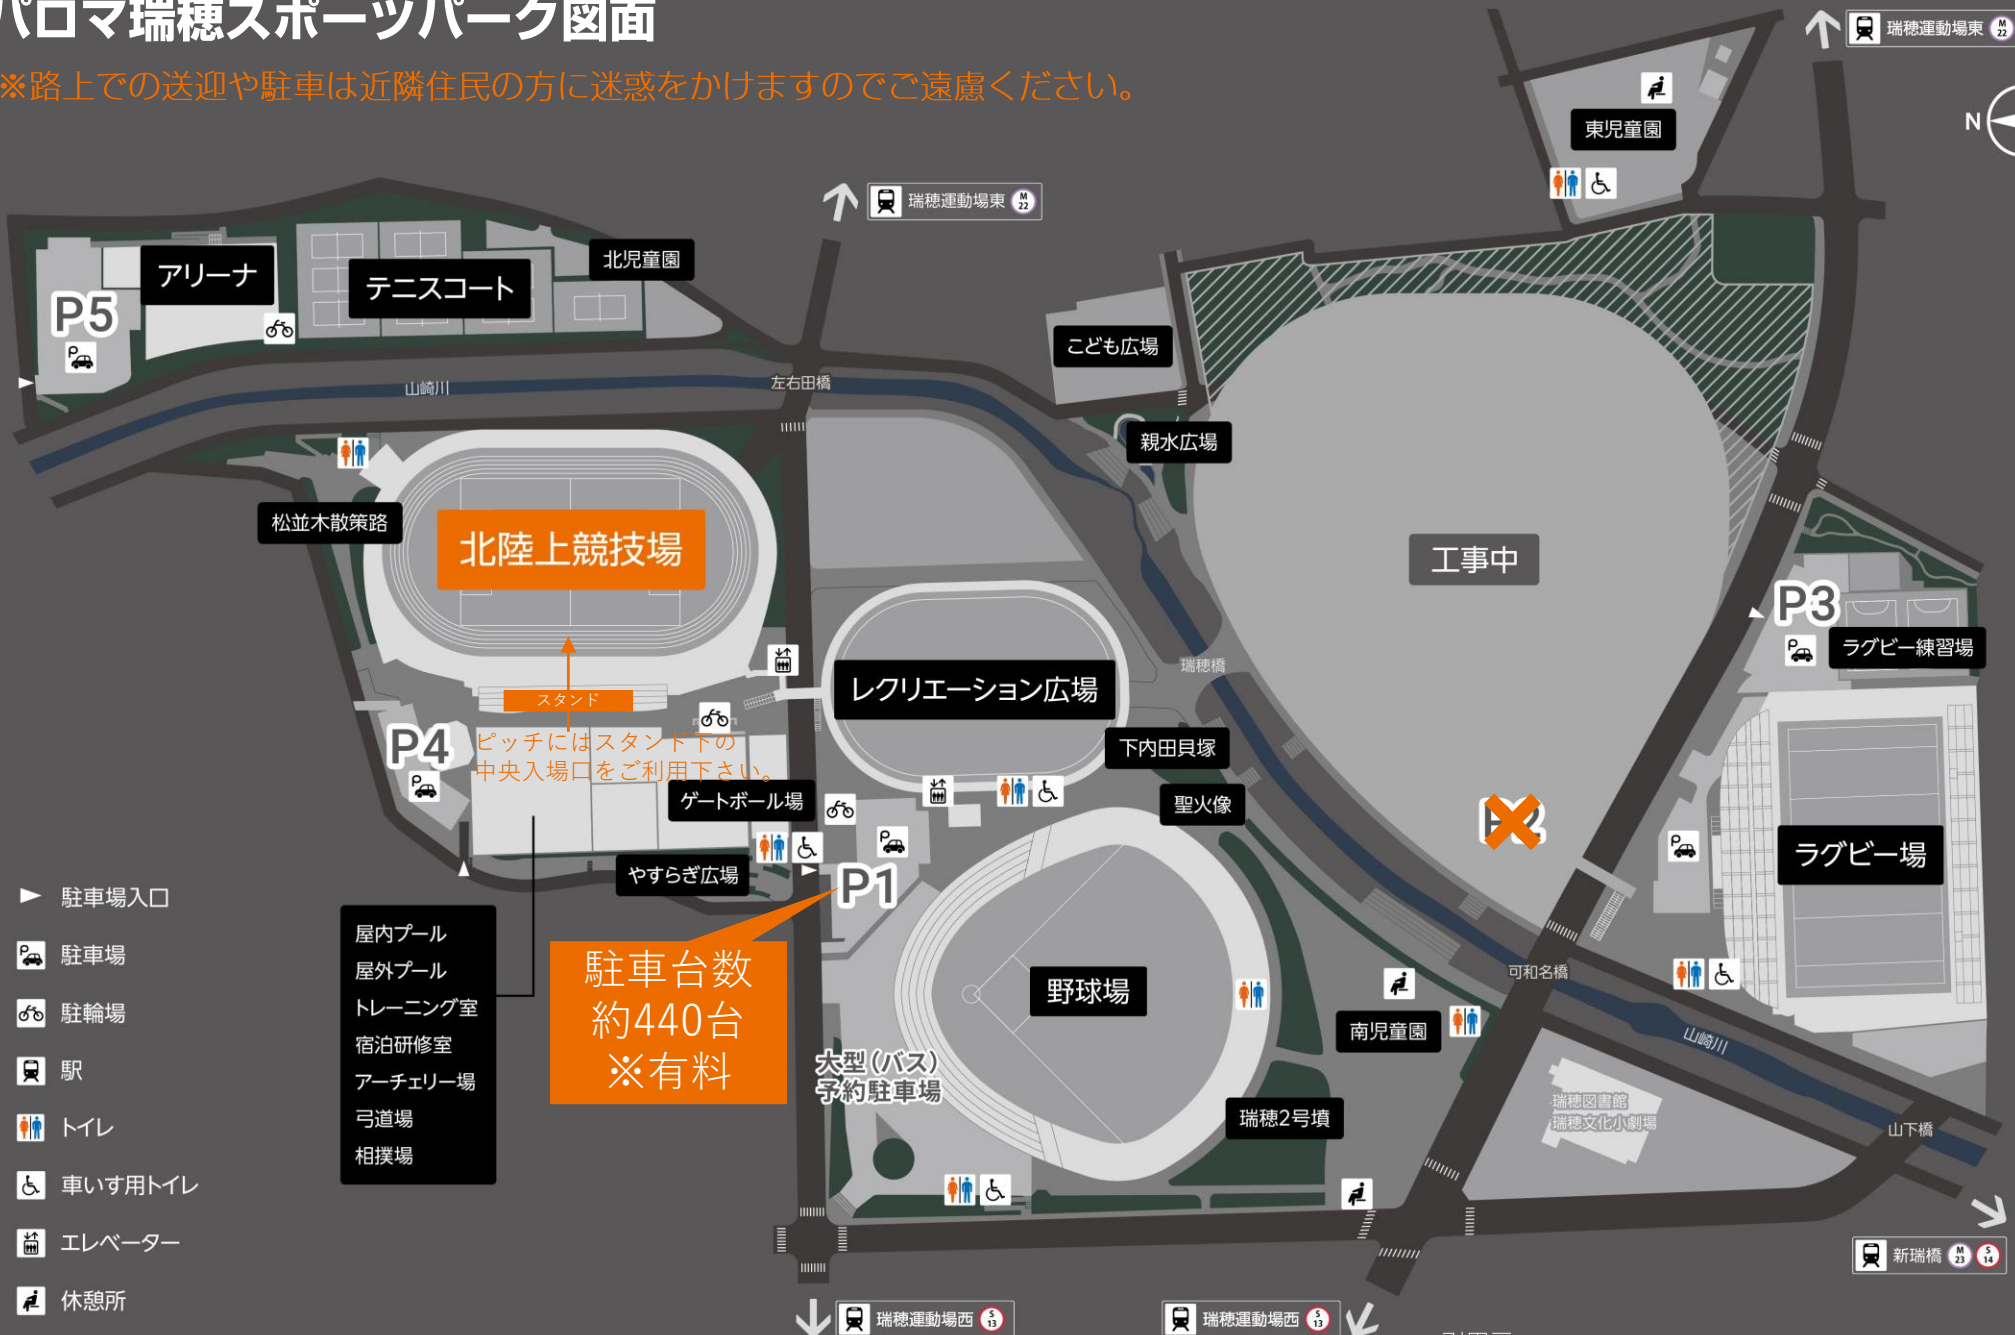 パロマ瑞穂スポーツパーク図面
※路上での送迎や駐車は近隣住民の方に迷惑をかけますのでご遠慮ください。
瑞穂運動場東 M 22
N
東児童園
瑞穂運動場東 M 22
北児童園
アリーナ
テニスコート
P5
こども広場
山崎川
左右田橋
親水広場
松並木散策路
北陸上競技場
工事中
P3
ラグビー練習場
瑞穂橋
レクリエーション広場
スタンド
P4
ピッチにはスタンド下の
中央入場口をご利用下さい。
下内田貝塚
ゲートボール場
聖火像
ラグビー場
やすらぎ広場
P1
駐車場入口
駐車場
駐輪場
駅
トイレ
車いす用トイレ
エレベーター
休憩所
屋内プール
屋外プール
トレーニング室
宿泊研修室
アーチェリー場
弓道場
相撲場
駐車台数
約440台
※有料
野球場
可和名橋
南児童園
山崎川
大型(バス)
予約駐車場
瑞穂図書館
瑞穂文化小劇場
瑞穂2号墳
山下橋
新瑞橋 M 23 S 14
瑞穂運動場西 S 13
瑞穂運動場西 S 13